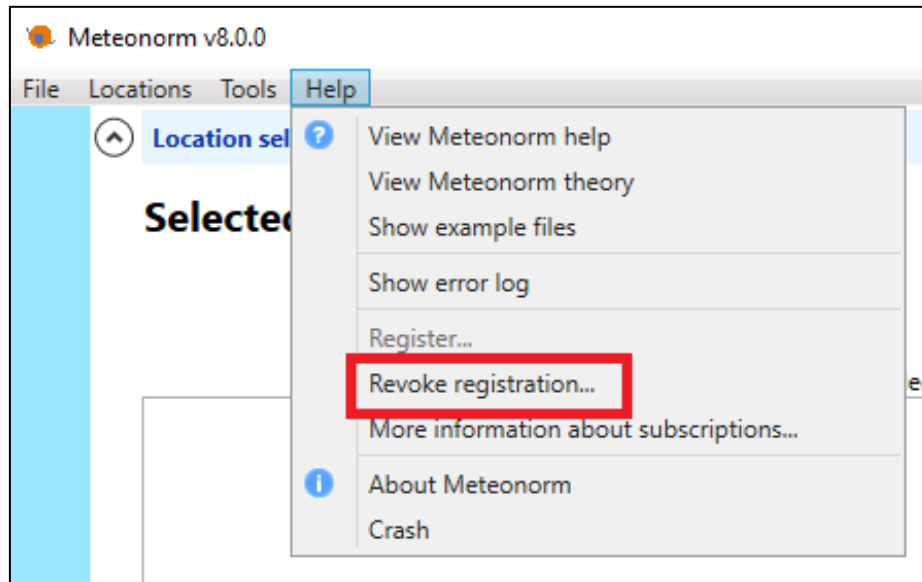 Meteonorm v8.0.0
File Locations Tools Help
Location sel
View Meteonorm help
View Meteonorm theory
Selected
Show example files
Show error log
Register...
Revoke registration...
More information about subscriptions...
About Meteonorm
Crash